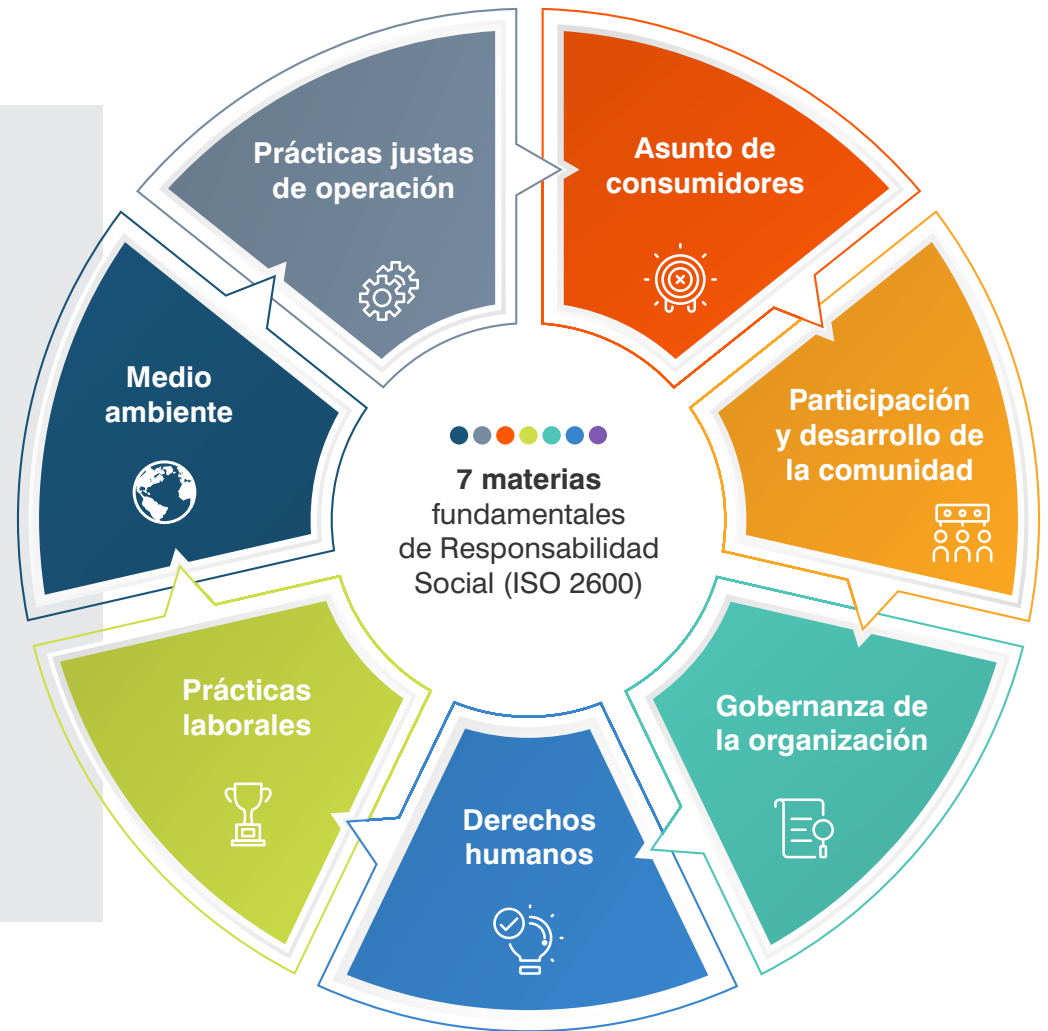 Prácticas justas
de operación
Asunto de
consumidores
Participación
y desarrollo de
la comunidad
Gobernanza de
la organización
Derechos
humanos
Prácticas
laborales
Medio
ambiente
7 materias
fundamentales
de Responsabilidad
Social (ISO 2600)